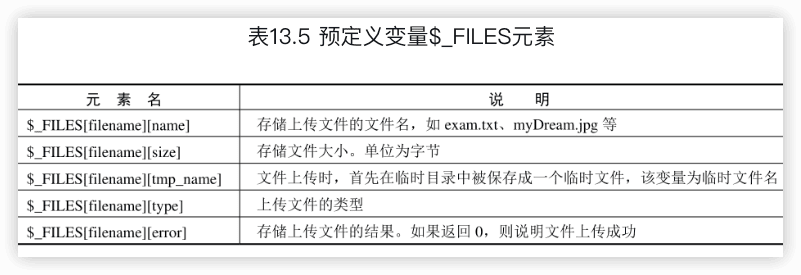 表13.5 预定义变量$_FILES元素
元 素 名 说 明
$_FILES[filename][name] 存储上传文件的文件名，如 exam.txt、myDream.jpg 等
$_FILES[filename][size] 存储文件大小。单位为字节
$_FILES[filename][tmp_name] 文件上传时，首先在临时目录中被保存成一个临时文件，该变量为临时文件名
$_FILES[filename][type] 上传文件的类型
$_FILES[filename][error] 存储上传文件的结果。如果返回 0，则说明文件上传成功